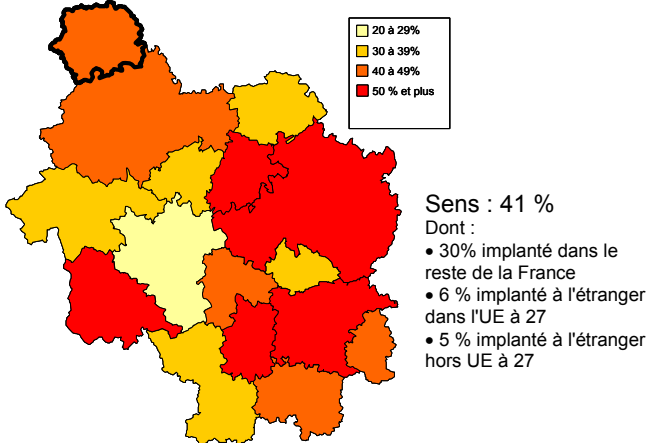 20 à 29%
30 à 39%
40 à 49%
50 % et plus
Sens : 41 %
Dont :
• 30% implanté dans le
reste de la France
• 6 % implanté à l'étranger
dans l'UE à 27
• 5 % implanté à l'étranger
hors UE à 27